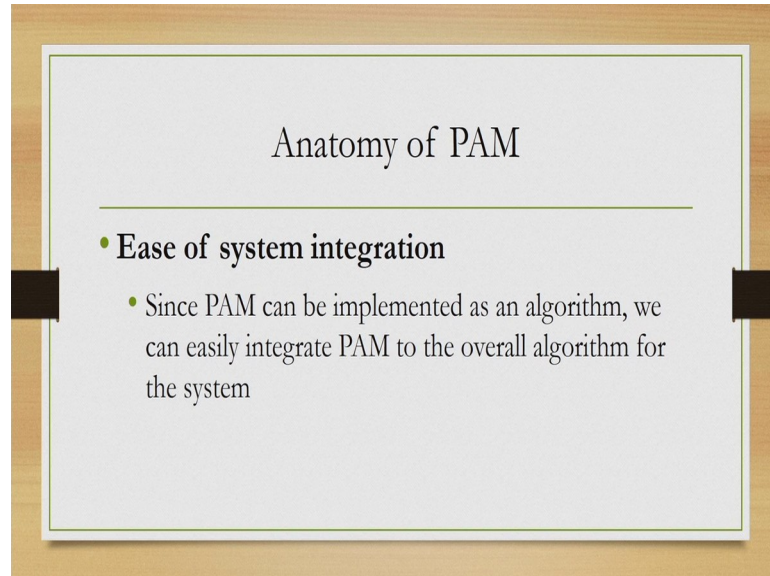 Anatomy of PAM
• Ease of system integration
• Since PAM can be implemented as an algorithm, we
can easily integrate PAM to the overall algorithm for
the system